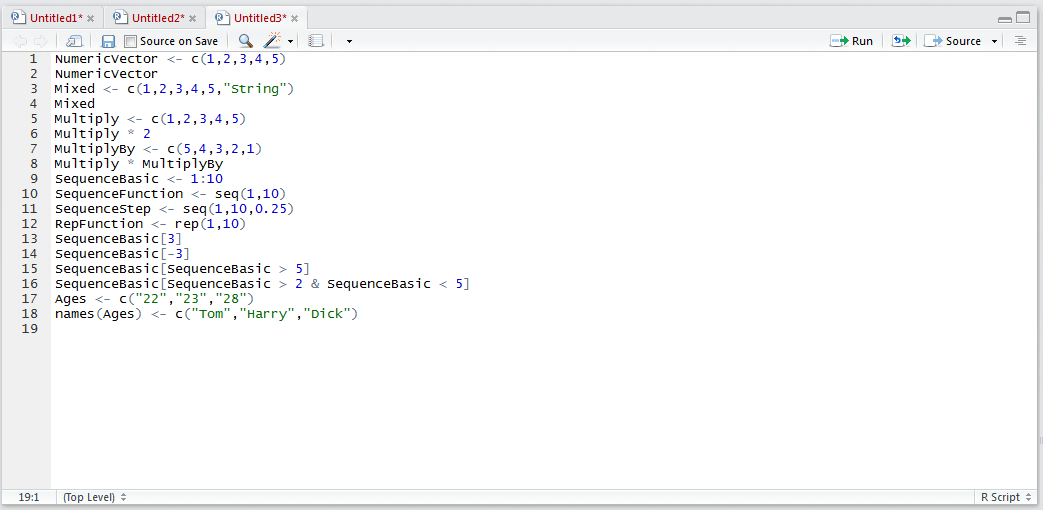 Untitled1* Untitled2* Untitled3*
Source on Save Run Source
1 NumericVector <- c(1,2,3,4,5)
2 NumericVector
3 Mixed <- c(1,2,3,4,5,"String")
4 Mixed
5 Multiply <- c(1,2,3,4,5)
6 Multiply * 2
7 MultiplyBy <- c(5,4,3,2,1)
8 Multiply * MultiplyBy
9 SequenceBasic <- 1:10
10 SequenceFunction <- seq(1,10)
11 SequenceStep <- seq(1,10,0.25)
12 RepFunction <- rep(1,10)
13 SequenceBasic[3]
14 SequenceBasic[-3]
15 SequenceBasic[SequenceBasic > 5]
16 SequenceBasic[SequenceBasic > 2 & SequenceBasic < 5]
17 Ages <- c("22","23","28")
18 names(Ages) <- c("Tom","Harry","Dick")
19
19:1 (Top Level) R Script